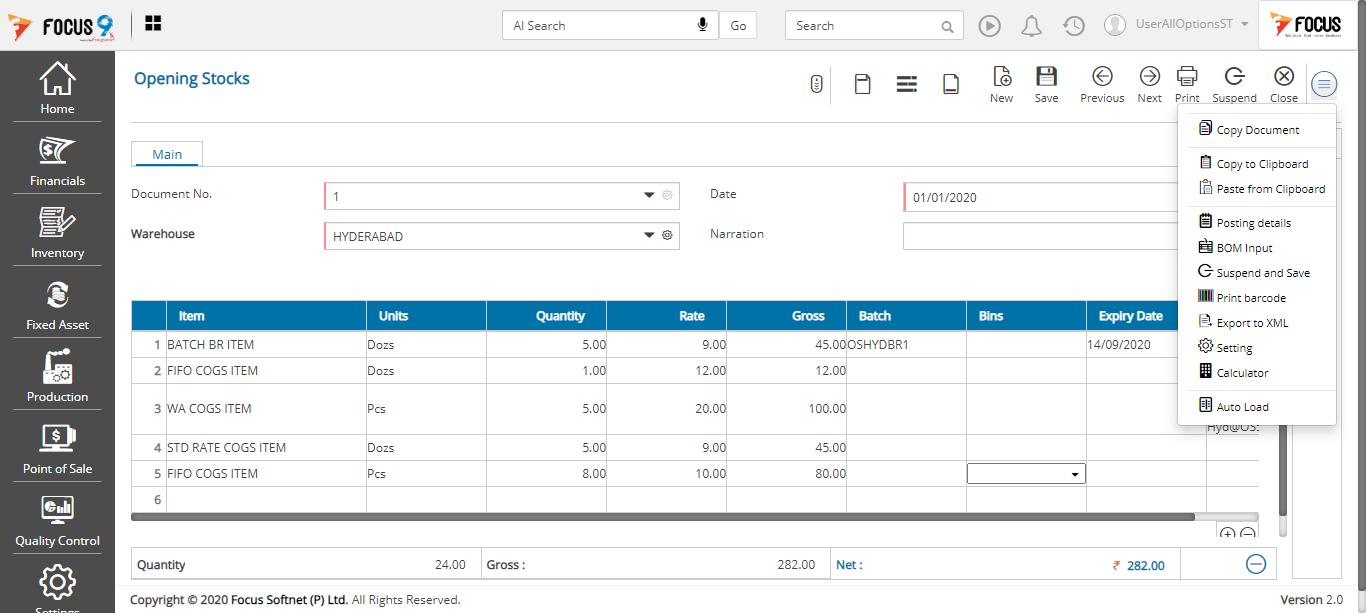 FOCUS 9
AI Search
Go
Search
UserAllOptionsST
FOCUS
Home
Financials
Inventory
Fixed Asset
Production
Point of Sale
Quality Control
Settings
Opening Stocks
New
Save
Previous
Next
Print
Suspend
Close
Copy Document
Copy to Clipboard
Paste from Clipboard
Posting details
BOM Input
Suspend and Save
Print barcode
Export to XML
Setting
Calculator
Auto Load
Main
Document No. 1 Date 01/01/2020
Warehouse HYDERABAD Narration
Item Units Quantity Rate Gross Batch Bins Expiry Date
1 BATCH BR ITEM Dozs 5.00 9.00 45.00 OSHYDBR1 14/09/2020
2 FIFO COGS ITEM Dozs 1.00 12.00 12.00
3 WA COGS ITEM Pcs 5.00 20.00 100.00
Hyd@OS:
4 STD RATE COGS ITEM Dozs 5.00 9.00 45.00
5 FIFO COGS ITEM Pcs 8.00 10.00 80.00
6
Quantity 24.00 Gross : 282.00 Net : ₹ 282.00
Copyright © 2020 Focus Softnet (P) Ltd. All Rights Reserved. Version 2.0